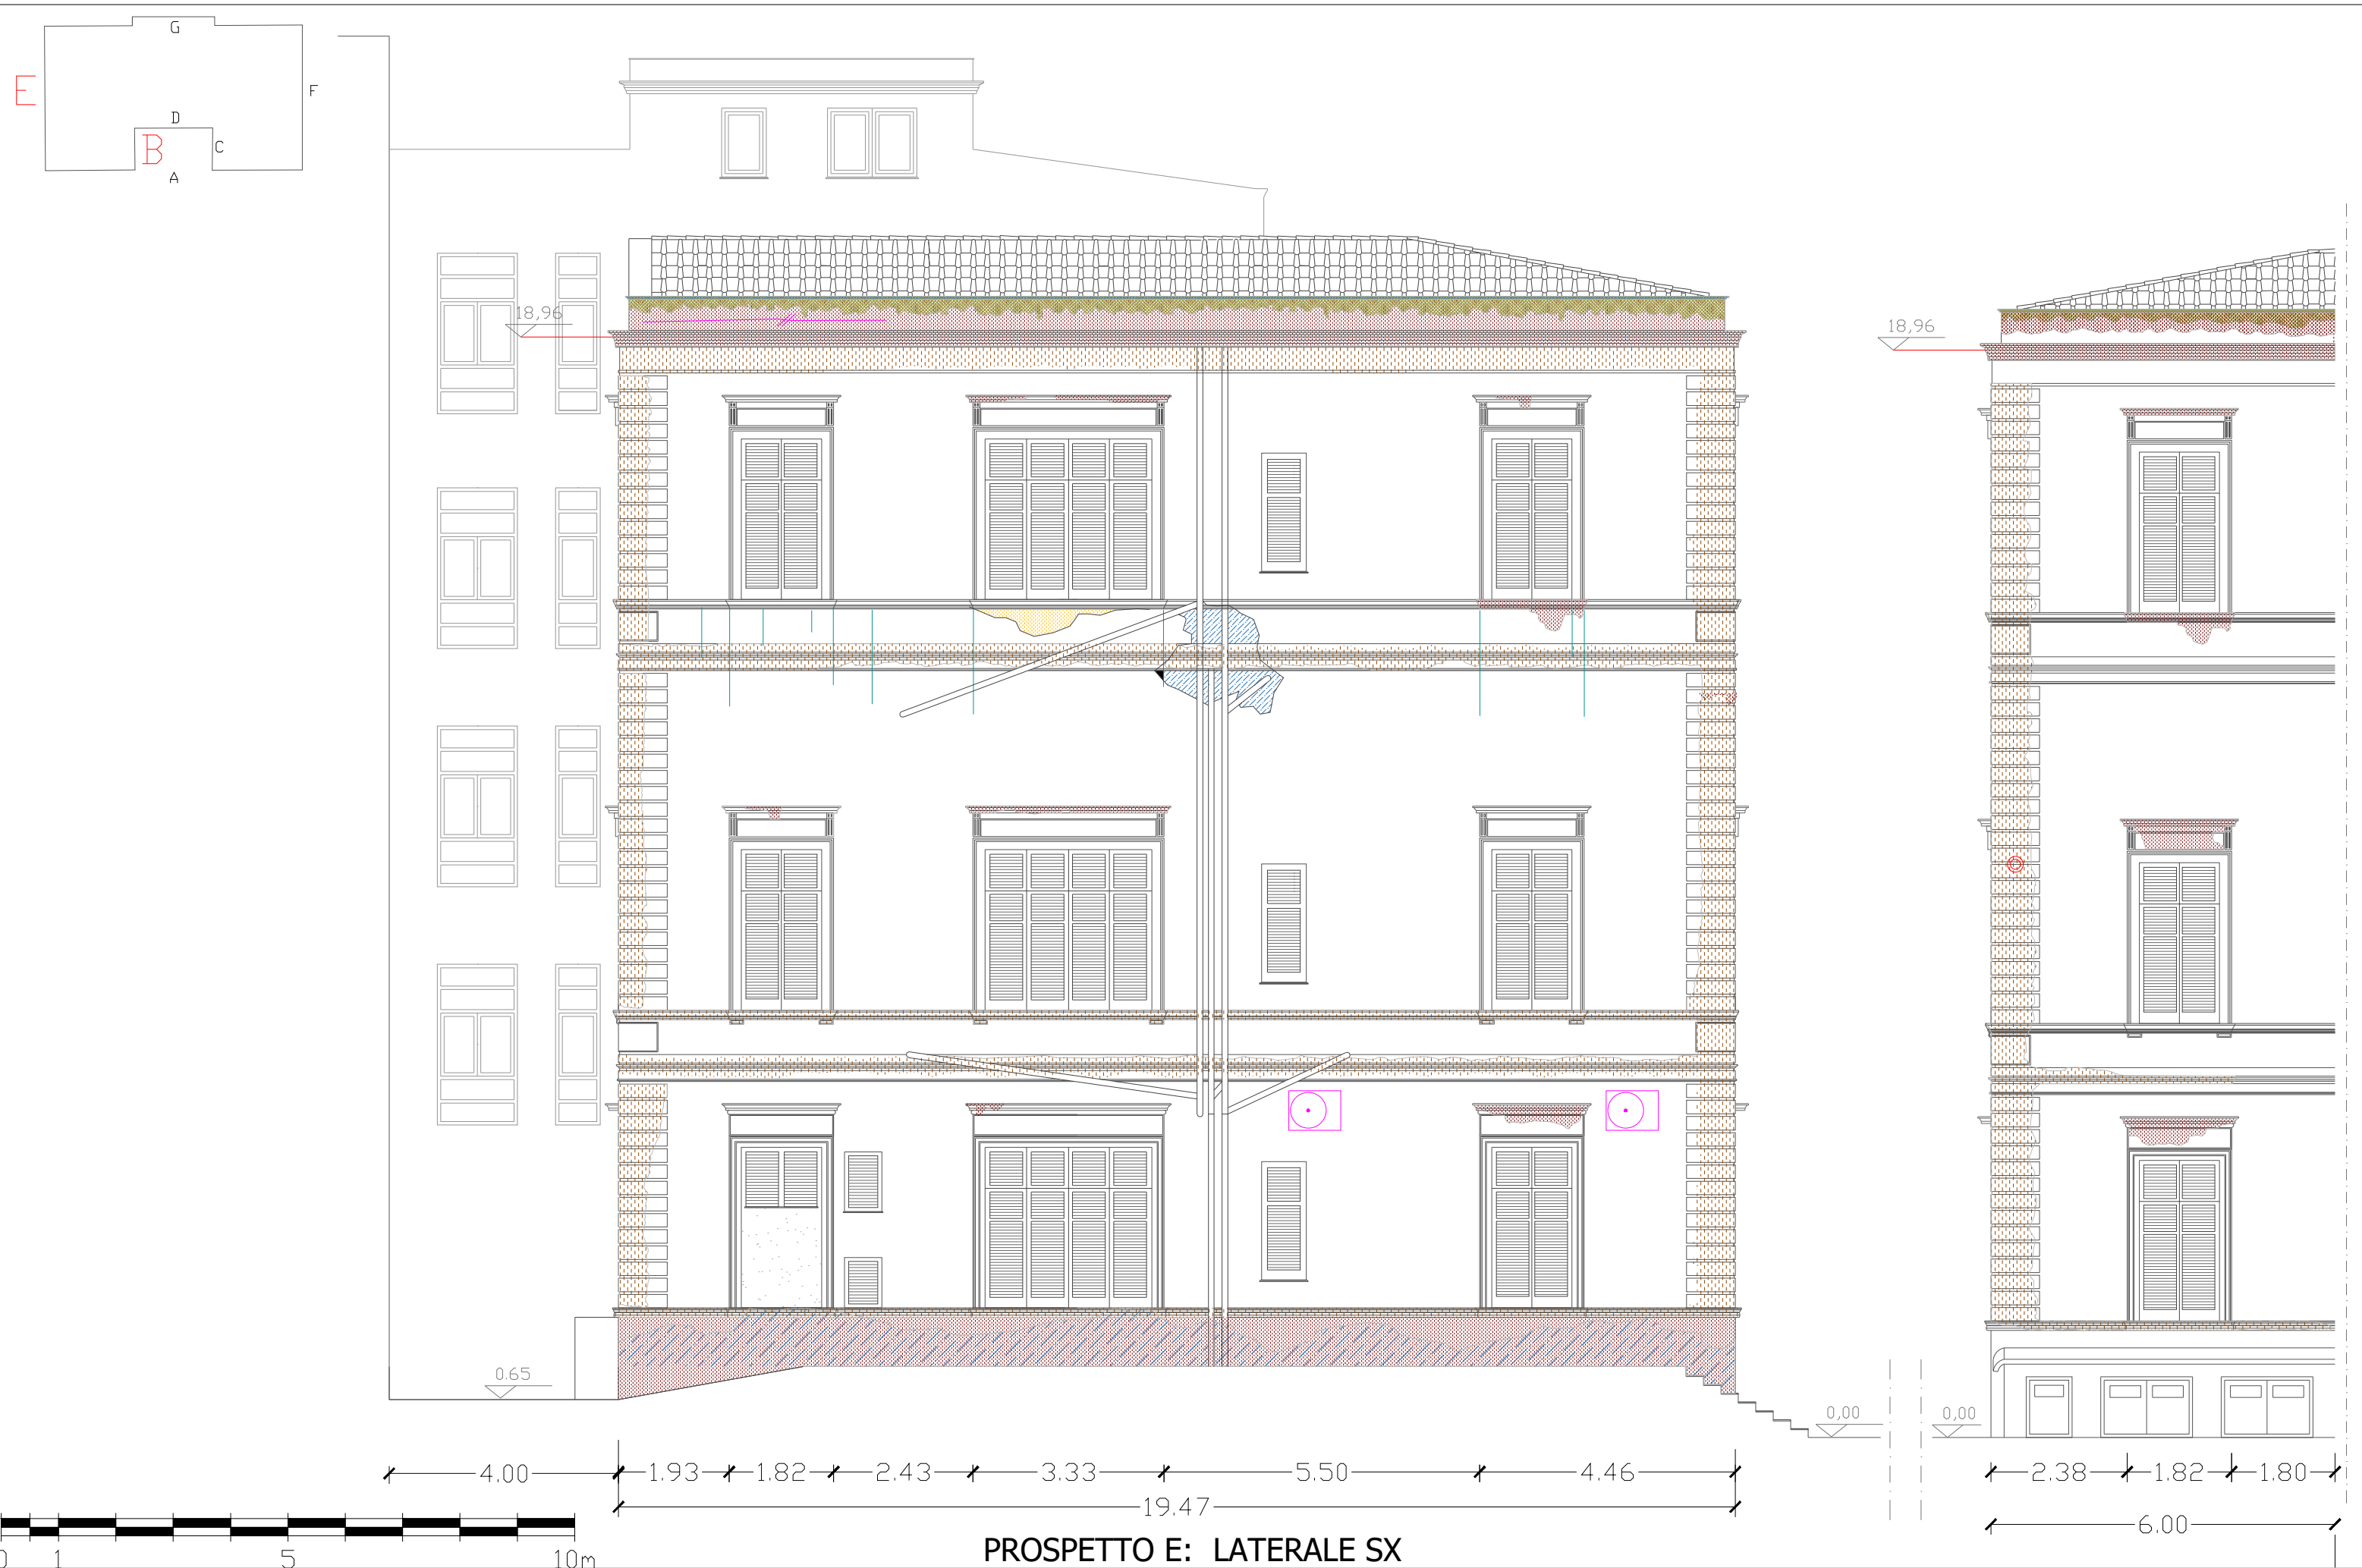 G
E
F
D
B
C
A
18,96
18,96
0.65
0,00
0,00
4.00
1.93
1.82
2.43
3.33
5.50
4.46
2.38
1.82
1.80
19.47
6.00
0 1 5 10m
PROSPETTO E: LATERALE SX